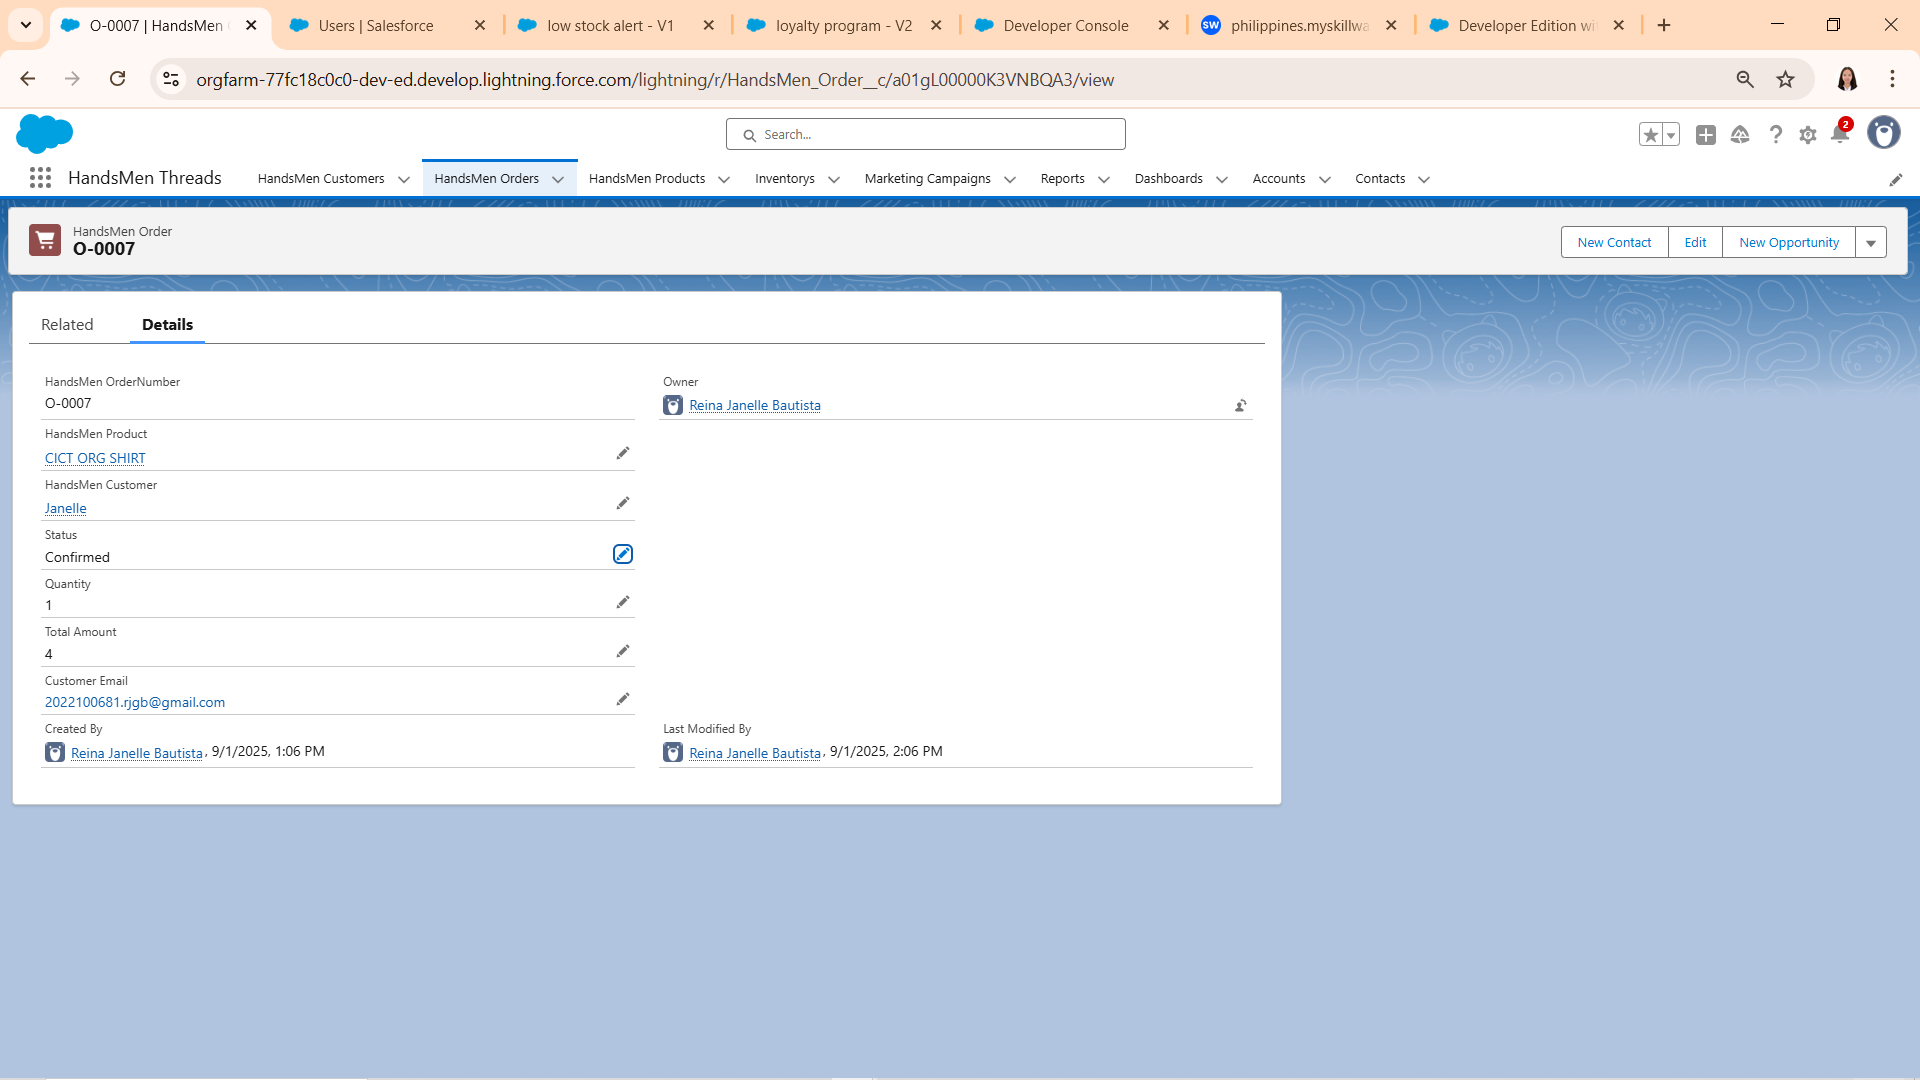 O-0007 | HandsMen
Users | Salesforce
low stock alert - V1
loyalty program - V2
Developer Console
SW
philippines.myskillwa
Developer Edition wi
orgfarm-77fc18c0c0-dev-ed.develop.lightning.force.com/lightning/r/HandsMen_Order__c/a01gL00000K3VNBQA3/view
Search...
2
HandsMen Threads
HandsMen Customers
HandsMen Orders
HandsMen Products
Inventorys
Marketing Campaigns
Reports
Dashboards
Accounts
Contacts
HandsMen Order
O-0007
New Contact
Edit
New Opportunity
Related
Details
HandsMen OrderNumber
O-0007
Owner
Reina Janelle Bautista
HandsMen Product
CICT ORG SHIRT
HandsMen Customer
Janelle
Status
Confirmed
Quantity
1
Total Amount
4
Customer Email
2022100681.rjgb@gmail.com
Created By
Reina Janelle Bautista, 9/1/2025, 1:06 PM
Last Modified By
Reina Janelle Bautista, 9/1/2025, 2:06 PM